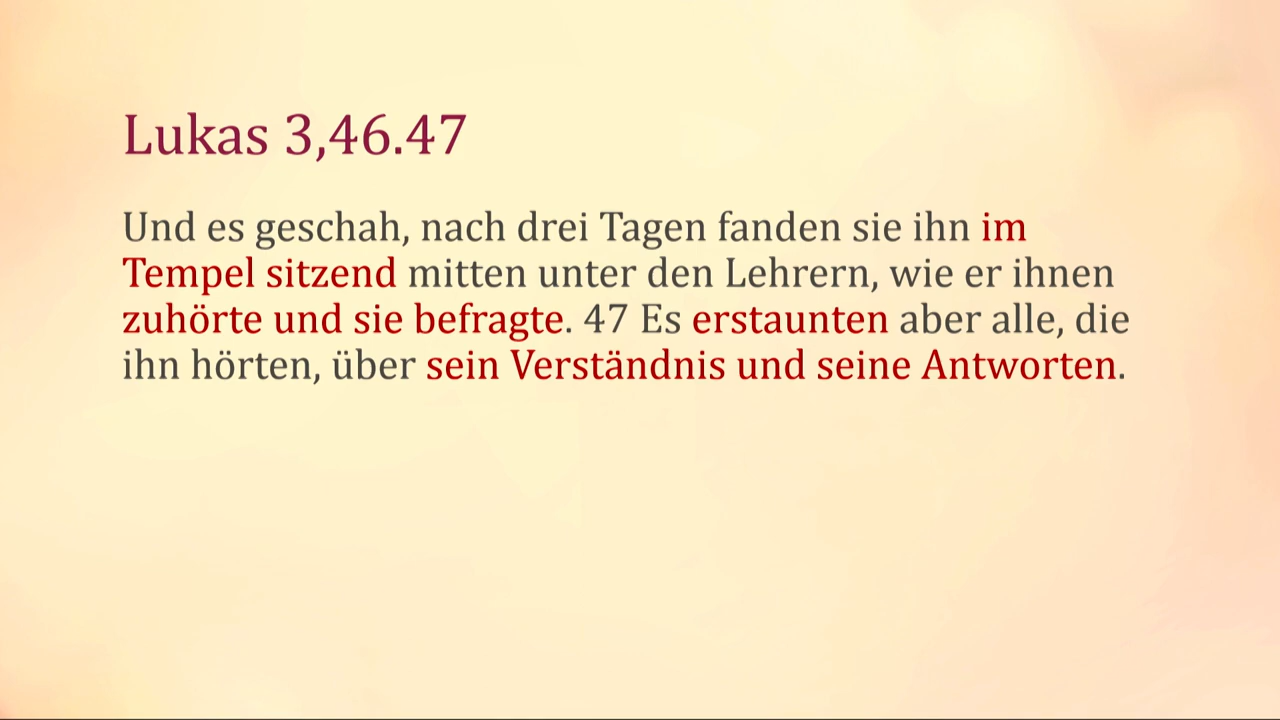 Lukas 3,46.47
Und es geschah, nach drei Tagen fanden sie ihn im
Tempel sitzend mitten unter den Lehrern, wie er ihnen
zuhörte und sie befragte. 47 Es erstaunten aber alle, die
ihn hörten, über sein Verständnis und seine Antworten.